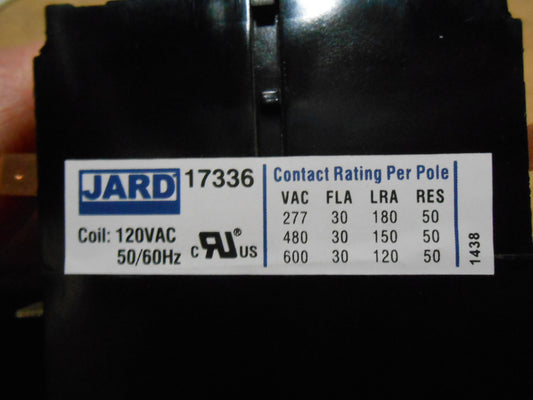 JARD 17336
Coil: 120VAC
50/60Hz
c RU® US
Contact Rating Per Pole
VAC FLA LRA RES
277 30 180 50
480 30 150 50
600 30 120 50
1438